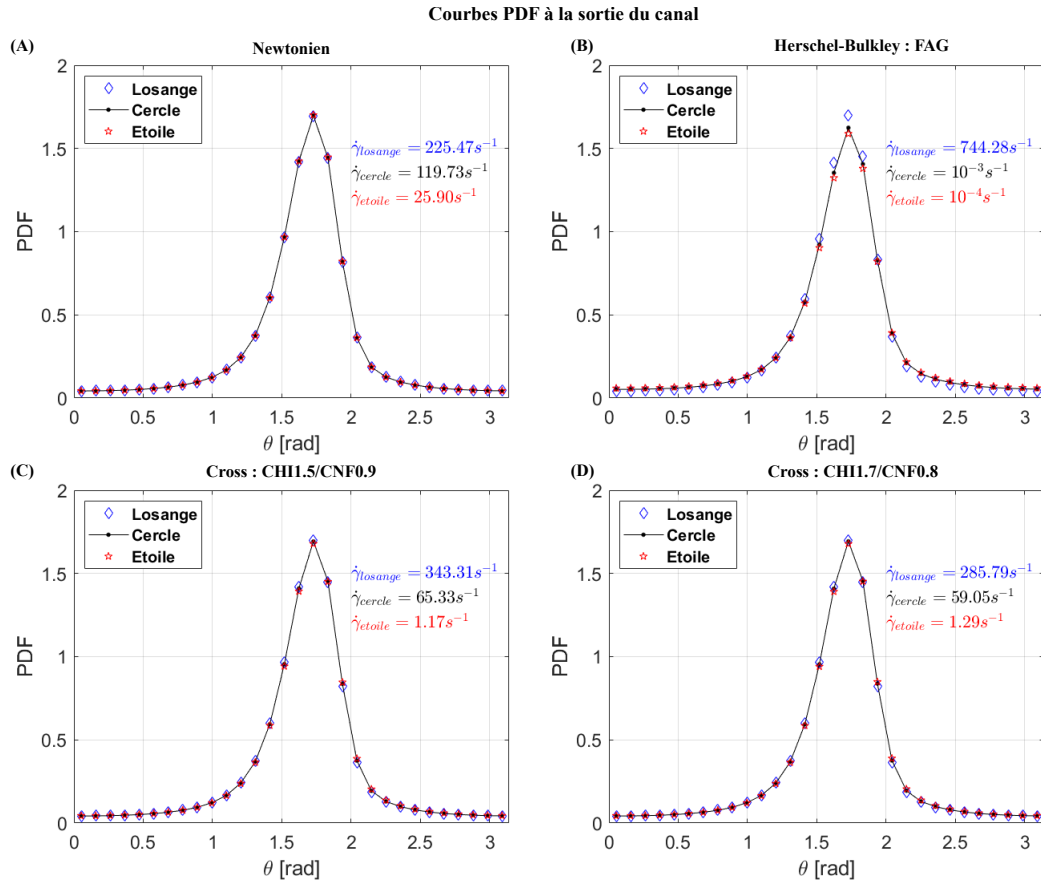 Courbes PDF à la sortie du canal
(A)
Newtonien
2
1.5
1
0.5
0
PDF
Losange
Cercle
Etoile
γ̇losange = 225.47s⁻¹
γ̇cercle = 119.73s⁻¹
γ̇etoile = 25.90s⁻¹
0 0.5 1 1.5 2 2.5 3
θ [rad]
(B)
Herschel-Bulkley : FAG
2
1.5
1
0.5
0
PDF
Losange
Cercle
Etoile
γ̇losange = 744.28s⁻¹
γ̇cercle = 10⁻³s⁻¹
γ̇etoile = 10⁻⁴s⁻¹
0 0.5 1 1.5 2 2.5 3
θ [rad]
(C)
Cross : CHI1.5/CNF0.9
2
1.5
1
0.5
0
PDF
Losange
Cercle
Etoile
γ̇losange = 343.31s⁻¹
γ̇cercle = 65.33s⁻¹
γ̇etoile = 1.17s⁻¹
0 0.5 1 1.5 2 2.5 3
θ [rad]
(D)
Cross : CHI1.7/CNF0.8
2
1.5
1
0.5
0
PDF
Losange
Cercle
Etoile
γ̇losange = 285.79s⁻¹
γ̇cercle = 59.05s⁻¹
γ̇etoile = 1.29s⁻¹
0 0.5 1 1.5 2 2.5 3
θ [rad]